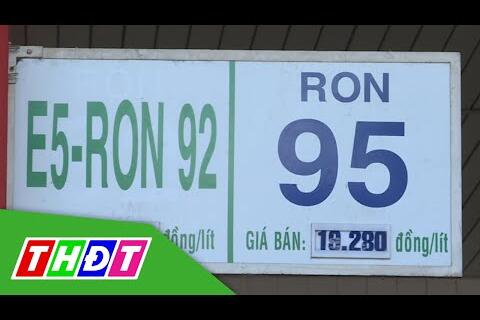 E5-RON 92
đồng/lít
RON
95
GIÁ BÁN: 19.280 đồng/lít
THĐT